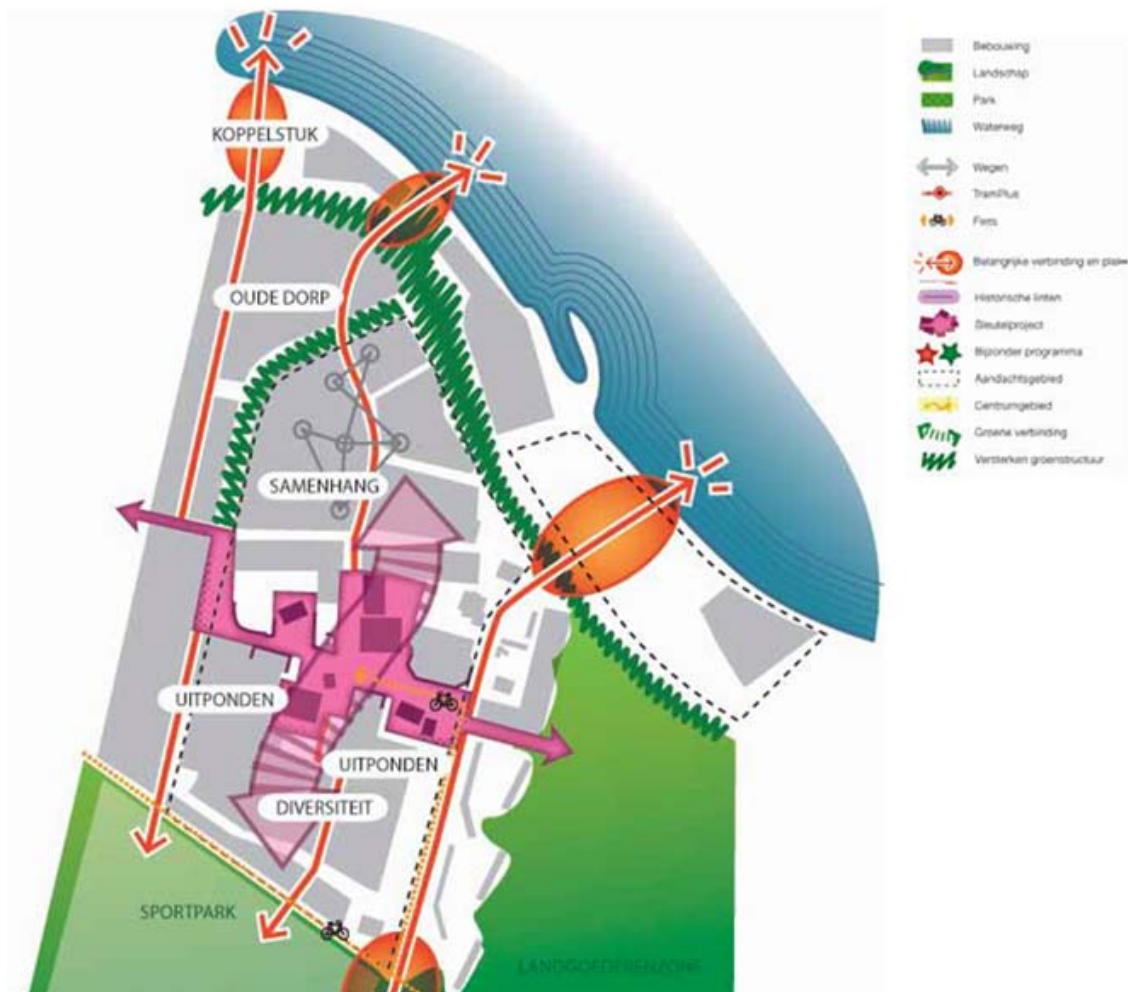 KOPPELSTUK
OUDE DORP
SAMENHANG
UITPONDEN
UITPONDEN
DIVERSITEIT
SPORTPARK
LANDGOEDERENZONE
Bebouwing
Landschap
Park
Waterweg
Wegen
TramPlus
Fiets
Belangrijke verbinding en
Historische linten
Sleutelproject
Bijzonder programma
Aandachtsgebied
Centrumgebied
Groene verbinding
Versterken groenstructuur